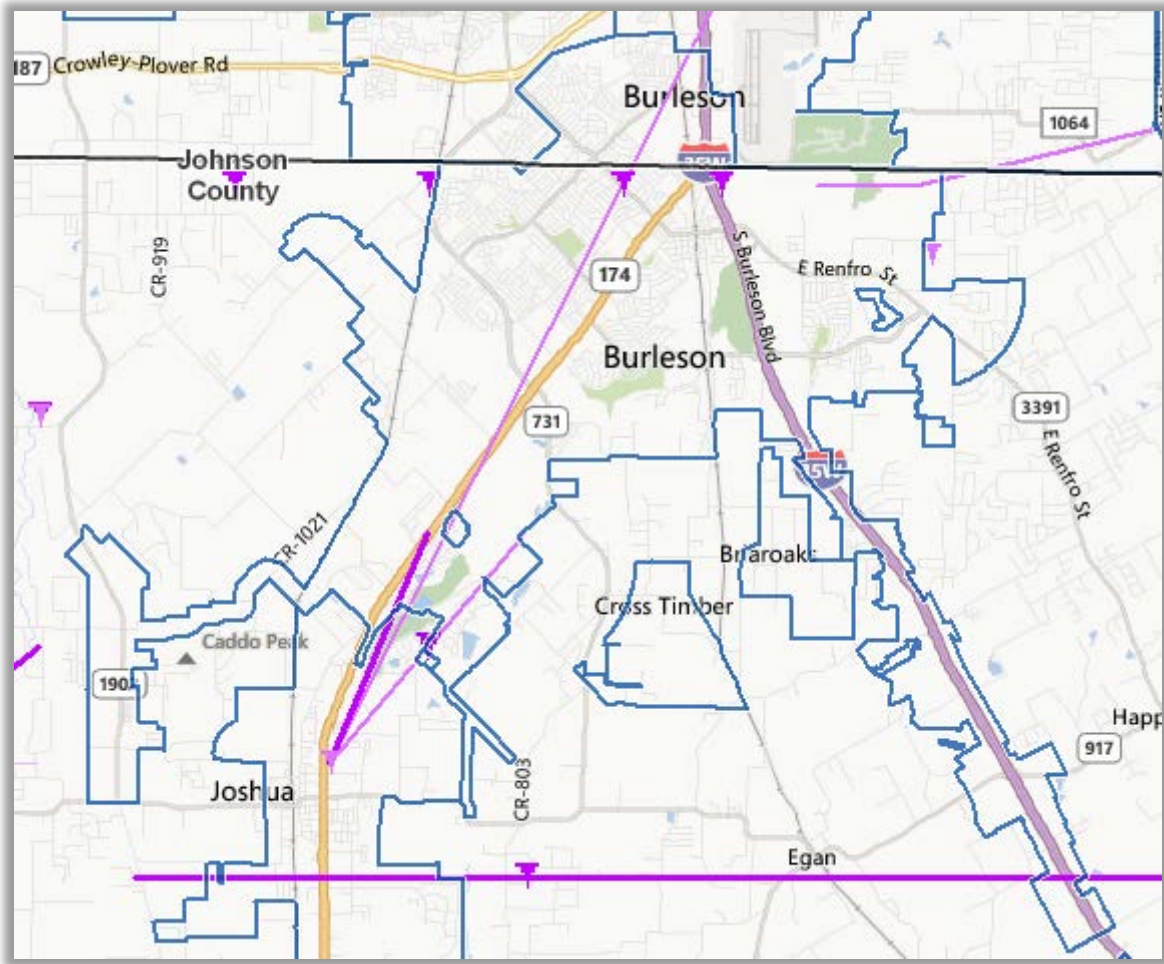 187
Crowley-Plover Rd
Burleson
1064
Johnson
County
35W
CR-919
174
S Burleson Blvd
E Renfro St
Burleson
731
3391
E Renfro St
CR-1021
Briaroaks
Cross Timber
Caddo Peak
190
Happ
917
Joshua
CR-803
Egan